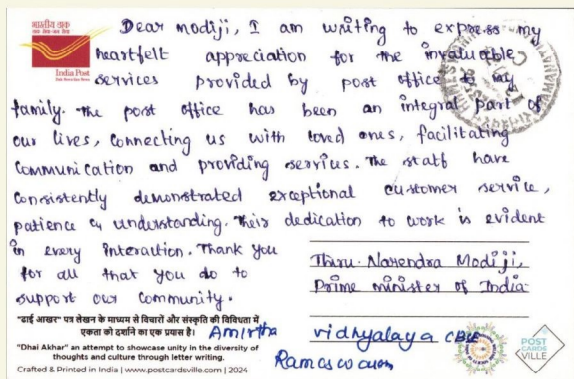 भारतीय डाक
India Post
Dear modiji, I am writing to express my
heartfelt appreciation for the invaluable
services provided by post office to my
family. The post office has been an integral part of
our lives, connecting us with loved ones, facilitating
communication and providing servius. The staff have
consistently demonstrated exceptional customer service,
patience & understanding. Their dedication to work is evident
in every interaction. Thank you
for all that you do to
support our community.
Thiru. Narendra Modiji,
Prime minister of India
"ढाई आखर" पत्र लेखन के माध्यम से विचारों और संस्कृति की विविधता में
एकता को दर्शाने का एक प्रयास है।
"Dhai Akhar" an attempt to showcase unity in the diversity of
thoughts and culture through letter writing.
Crafted & Printed in India | www.postcardsville.com | 2024
Amirtha vidhyalaya CBSE
POST
CARDS
VILLE